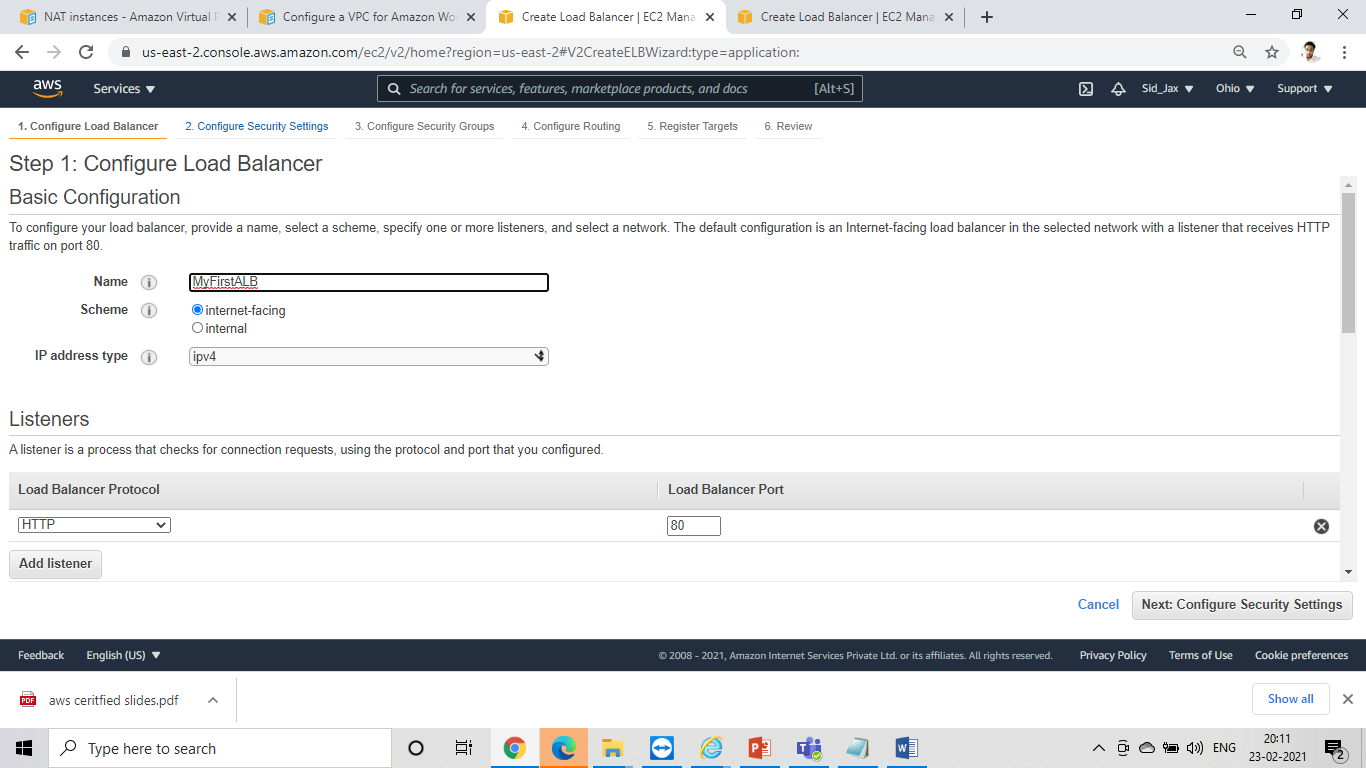 NAT instances - Amazon Virtual P
Configure a VPC for Amazon Wo
Create Load Balancer | EC2 Mana
Create Load Balancer | EC2 Mana
us-east-2.console.aws.amazon.com/ec2/v2/home?region=us-east-2#V2CreateELBWizard:type=application:
aws
Services
Search for services, features, marketplace products, and docs
[Alt+S]
Sid_Jax
Ohio
Support
1. Configure Load Balancer
2. Configure Security Settings
3. Configure Security Groups
4. Configure Routing
5. Register Targets
6. Review
Step 1: Configure Load Balancer
Basic Configuration
To configure your load balancer, provide a name, select a scheme, specify one or more listeners, and select a network. The default configuration is an Internet-facing load balancer in the selected network with a listener that receives HTTP
traffic on port 80.
Name
MyFirstALB
Scheme
internet-facing
internal
IP address type
ipv4
Listeners
A listener is a process that checks for connection requests, using the protocol and port that you configured.
Load Balancer Protocol
Load Balancer Port
HTTP
80
Add listener
Cancel
Next: Configure Security Settings
Feedback
English (US)
© 2008 - 2021, Amazon Internet Services Private Ltd. or its affiliates. All rights reserved.
Privacy Policy
Terms of Use
Cookie preferences
PDF
aws ceritfied slides.pdf
Show all
Type here to search
ENG
20:11
23-02-2021
2